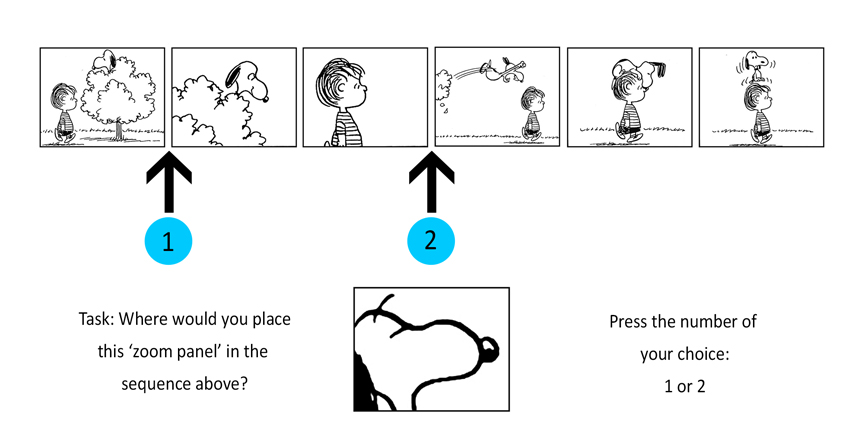 1
2
Task: Where would you place
this ‘zoom panel’ in the
sequence above?
Press the number of
your choice:
1 or 2